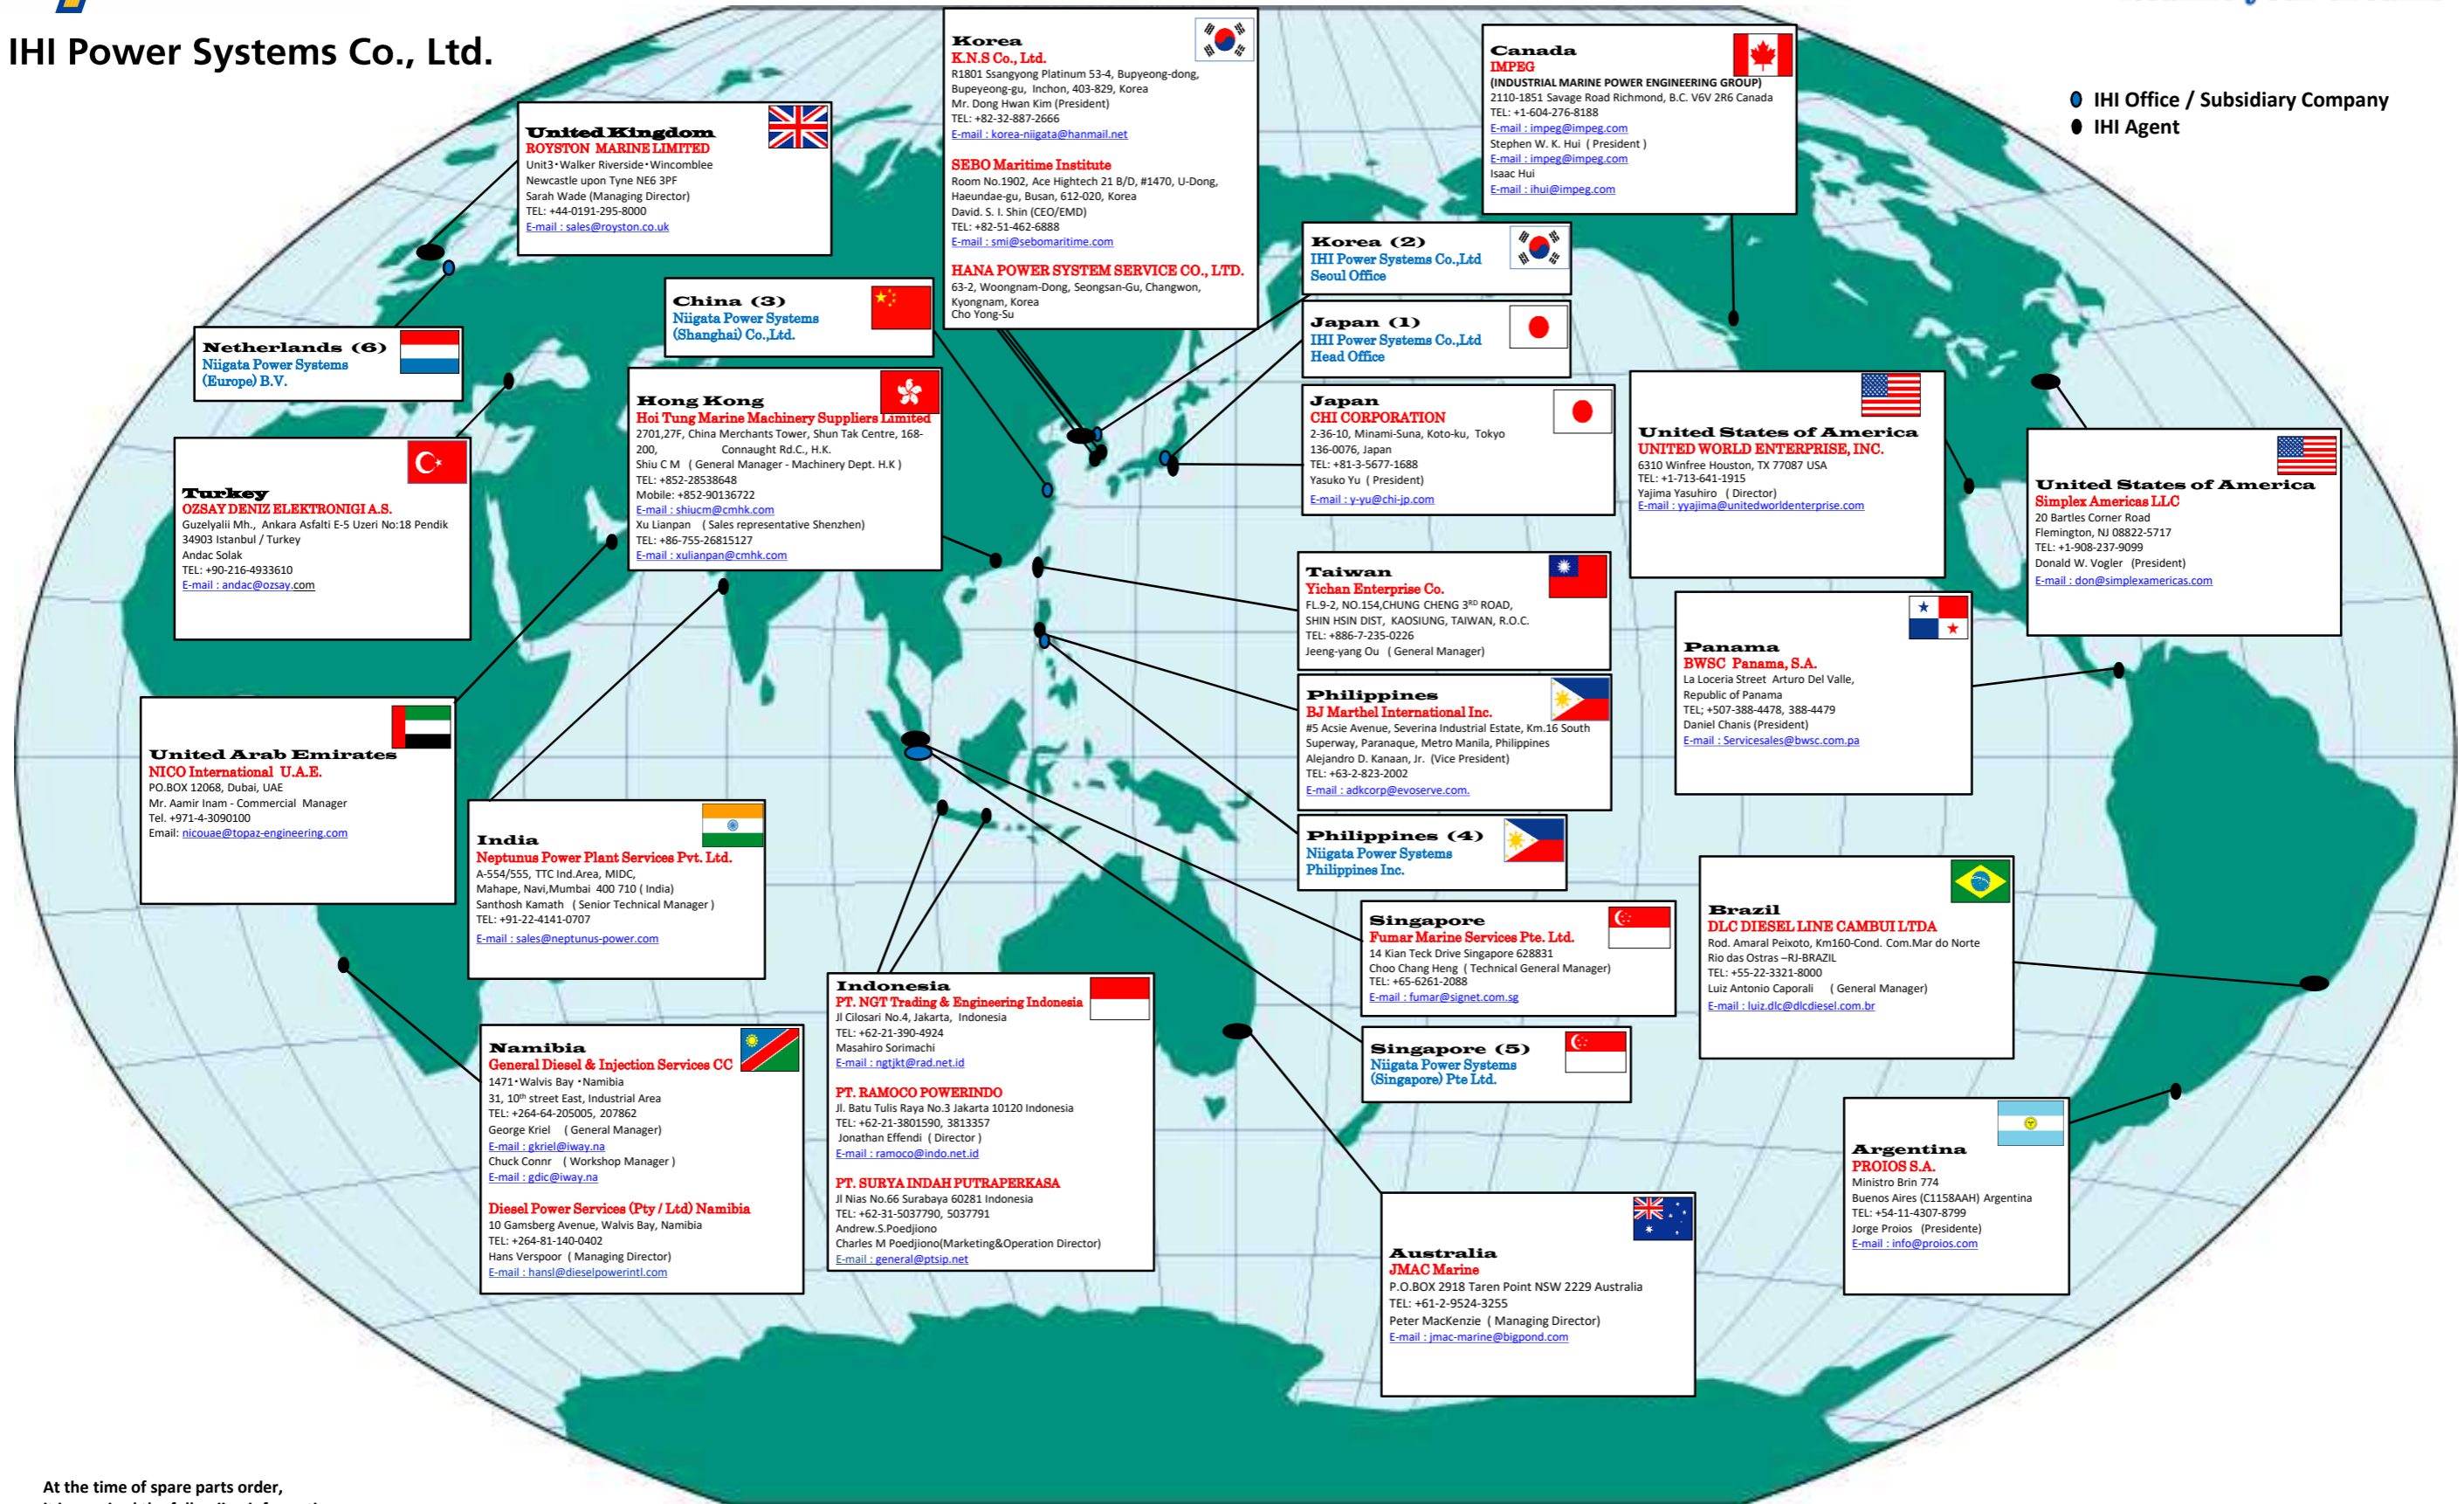 IHI Power Systems Co., Ltd.
IHI Office / Subsidiary Company
IHI Agent
United Kingdom
ROYSTON MARINE LIMITED
Unit3・Walker Riverside・Wincomblee
Newcastle upon Tyne NE6 3PF
Sarah Wade (Managing Director)
TEL: +44-0191-295-8000
E-mail : sales@royston.co.uk
Korea
K.N.S Co., Ltd.
R1801 Ssangyong Platinum 53-4, Bupyeong-dong,
Bupeyeong-gu, Inchon, 403-829, Korea
Mr. Dong Hwan Kim (President)
TEL: +82-32-887-2666
E-mail : korea-niigata@hanmail.net
SEBO Maritime Institute
Room No.1902, Ace Hightech 21 B/D, #1470, U-Dong,
Haeundae-gu, Busan, 612-020, Korea
David. S. I. Shin (CEO/EMD)
TEL: +82-51-462-6888
E-mail : smi@sebomaritime.com
HANA POWER SYSTEM SERVICE CO., LTD.
63-2, Woongnam-Dong, Seongsan-Gu, Changwon,
Kyongnam, Korea
Cho Yong-Su
Canada
IMPEG
(INDUSTRIAL MARINE POWER ENGINEERING GROUP)
2110-1851 Savage Road Richmond, B.C. V6V 2R6 Canada
TEL: +1-604-276-8188
E-mail : impeg@impeg.com
Stephen W. K. Hui ( President )
E-mail : impeg@impeg.com
Isaac Hui
E-mail : ihui@impeg.com
Korea (2)
IHI Power Systems Co.,Ltd
Seoul Office
China (3)
Niigata Power Systems
(Shanghai) Co.,Ltd.
Japan (1)
IHI Power Systems Co.,Ltd
Head Office
Netherlands (6)
Niigata Power Systems
(Europe) B.V.
Hong Kong
Hoi Tung Marine Machinery Suppliers Limited
2701,27F, China Merchants Tower, Shun Tak Centre, 168-
200, Connaught Rd.C., H.K.
Shiu C M ( General Manager - Machinery Dept. H.K )
TEL: +852-28538648
Mobile: +852-90136722
E-mail : shiucm@cmhk.com
Xu Lianpan ( Sales representative Shenzhen)
TEL: +86-755-26815127
E-mail : xulianpan@cmhk.com
Japan
CHI CORPORATION
2-36-10, Minami-Suna, Koto-ku, Tokyo
136-0076, Japan
TEL: +81-3-5677-1688
Yasuko Yu ( President)
E-mail : y-yu@chi-jp.com
United States of America
UNITED WORLD ENTERPRISE, INC.
6310 Winfree Houston, TX 77087 USA
TEL: +1-713-641-1915
Yajima Yasuhiro ( Director)
E-mail : yyajima@unitedworldenterprise.com
United States of America
Simplex Americas LLC
20 Bartles Corner Road
Flemington, NJ 08822-5717
TEL: +1-908-237-9099
Donald W. Vogler (President)
E-mail : don@simplexamericas.com
Turkey
OZSAY DENIZ ELEKTRONIGI A.S.
Guzelyalii Mh., Ankara Asfalti E-5 Uzeri No:18 Pendik
34903 Istanbul / Turkey
Andac Solak
TEL: +90-216-4933610
E-mail : andac@ozsay.com
Taiwan
Yichan Enterprise Co.
FL.9-2, NO.154,CHUNG CHENG 3RD ROAD,
SHIN HSIN DIST, KAOSIUNG, TAIWAN, R.O.C.
TEL: +886-7-235-0226
Jeeng-yang Ou ( General Manager)
Panama
BWSC Panama, S.A.
La Loceria Street Arturo Del Valle,
Republic of Panama
TEL; +507-388-4478, 388-4479
Daniel Chanis (President)
E-mail : Servicesales@bwsc.com.pa
Philippines
BJ Marthel International Inc.
#5 Acsie Avenue, Severina Industrial Estate, Km.16 South
Superway, Paranaque, Metro Manila, Philippines
Alejandro D. Kanaan, Jr. (Vice President)
TEL: +63-2-823-2002
E-mail : adkcorp@evoserve.com.
United Arab Emirates
NICO International U.A.E.
PO.BOX 12068, Dubai, UAE
Mr. Aamir Inam - Commercial Manager
Tel. +971-4-3090100
Email: nicouae@topaz-engineering.com
India
Neptunus Power Plant Services Pvt. Ltd.
A-554/555, TTC Ind.Area, MIDC,
Mahape, Navi,Mumbai 400 710 ( India)
Santhosh Kamath ( Senior Technical Manager )
TEL: +91-22-4141-0707
E-mail : sales@neptunus-power.com
Philippines (4)
Niigata Power Systems
Philippines Inc.
Singapore
Fumar Marine Services Pte. Ltd.
14 Kian Teck Drive Singapore 628831
Choo Chang Heng ( Technical General Manager)
TEL: +65-6261-2088
E-mail : fumar@signet.com.sg
Brazil
DLC DIESEL LINE CAMBUI LTDA
Rod. Amaral Peixoto, Km160-Cond. Com.Mar do Norte
Rio das Ostras –RJ-BRAZIL
TEL: +55-22-3321-8000
Luiz Antonio Caporali ( General Manager)
E-mail : luiz.dlc@dlcdiesel.com.br
Singapore (5)
Niigata Power Systems
(Singapore) Pte Ltd.
Namibia
General Diesel & Injection Services CC
1471・Walvis Bay ・Namibia
31, 10th street East, Industrial Area
TEL: +264-64-205005, 207862
George Kriel ( General Manager)
E-mail : gkriel@iway.na
Chuck Connr ( Workshop Manager )
E-mail : gdic@iway.na
Diesel Power Services (Pty / Ltd) Namibia
10 Gamsberg Avenue, Walvis Bay, Namibia
TEL: +264-81-140-0402
Hans Verspoor ( Managing Director)
E-mail : hansl@dieselpowerintl.com
Indonesia
PT. NGT Trading & Engineering Indonesia
Jl Cilosari No.4, Jakarta, Indonesia
TEL: +62-21-390-4924
Masahiro Sorimachi
E-mail : ngtjkt@rad.net.id
PT. RAMOCO POWERINDO
Jl. Batu Tulis Raya No.3 Jakarta 10120 Indonesia
TEL: +62-21-3801590, 3813357
Jonathan Effendi ( Director )
E-mail : ramoco@indo.net.id
PT. SURYA INDAH PUTRAPERKASA
Jl Nias No.66 Surabaya 60281 Indonesia
TEL: +62-31-5037790, 5037791
Andrew.S.Poedjiono
Charles M Poedjiono(Marketing&Operation Director)
E-mail : general@ptsip.net
Argentina
PROIOS S.A.
Ministro Brin 774
Buenos Aires (C1158AAH) Argentina
TEL: +54-11-4307-8799
Jorge Proios (Presidente)
E-mail : info@proios.com
Australia
JMAC Marine
P.O.BOX 2918 Taren Point NSW 2229 Australia
TEL: +61-2-9524-3255
Peter MacKenzie ( Managing Director)
E-mail : jmac-marine@bigpond.com
At the time of spare parts order,